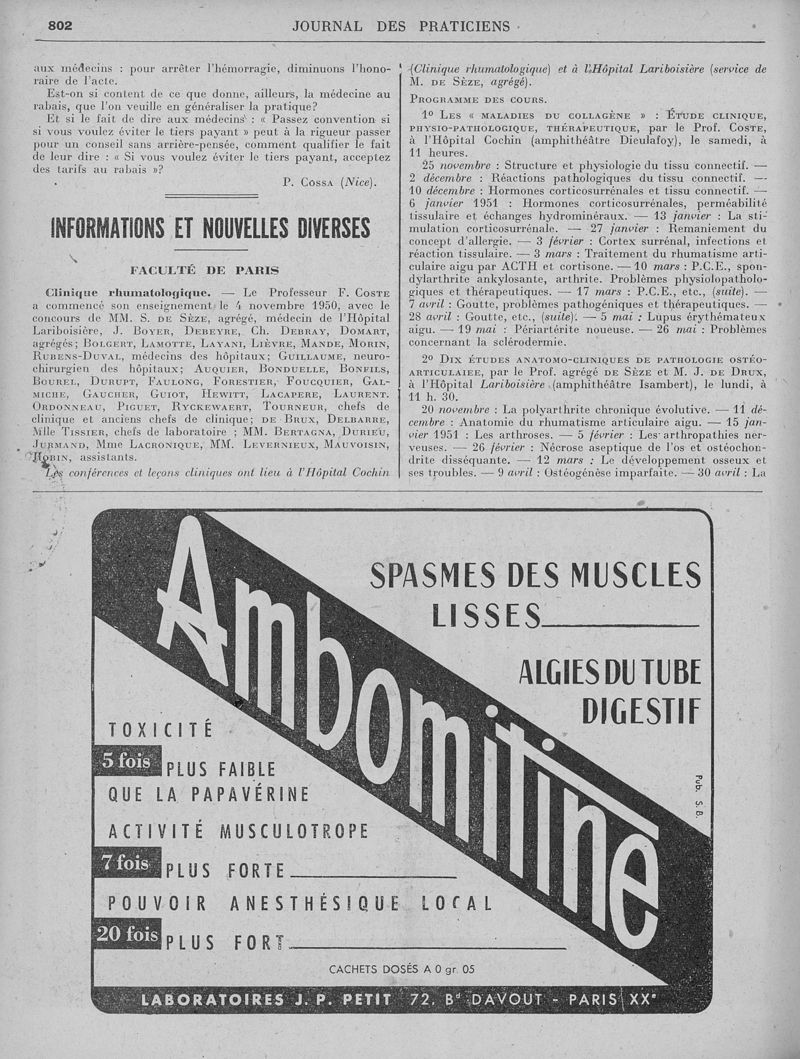 802
JOURNAL DES PRATICIENS
aux médecins : pour arrêter l'hémorragie, diminuons l'hono-
raire de l'acte.
Est-on si content de ce que donne, ailleurs, la médecine au
rabais, que l'on veuille en généraliser la pratique?
Et si le fait de dire aux médecins : « Passez convention si
si vous voulez éviter le tiers payant » peut à la rigueur passer
pour un conseil sans arrière-pensée, comment qualifier le fait
de leur dire : « Si vous voulez éviter le tiers payant, acceptez
des tarifs au rabais »?
P. COSSA (Nice).
INFORMATIONS ET NOUVELLES DIVERSES
FACULTÉ DE PARIS
Clinique rhumatologique. — Le Professeur F. COSTE
a commencé son enseignement le 4 novembre 1950, avec le
concours de MM. S. DE SÈZE, agrégé, médecin de l'Hôpital
Lariboisière, J. BOYER, DEBEYRE, Ch. DEBRAY, DOMART,
agrégés; BOLGERT, LAMOTTE, LAYANI, LIÈVRE, MANDE, MORIN,
RUBENS-DUVAL, médecins des hôpitaux; GUILLAUME, neuro-
chirurgien des hôpitaux; AUQUIER, BONDUELLE, BONFILS,
BOUREL, DURUPT, FAULONG, FORESTIER, FOUCQUIER, GAL-
MICHE, GAUCHER, GUIOT, HEWITT, LACAPERE, LAURENT.
ORDONNEAU, PIGUET, RYCKEWAERT, TOURNEUR, chefs de
clinique et anciens chefs de clinique; DE BRUX, DELBARRE,
Mlle TISSIER, chefs de laboratoire ; MM. BERTAGNA, DURIEU,
JURMAND, Mme LACRONIQUE, MM. LEVERNIEUX, MAUVOISIN,
ROBIN, assistants.
Les conférences et leçons cliniques ont lieu à l'Hôpital Cochin
(Clinique rhumatologique) et à l'Hôpital Lariboisière (service de
M. DE SÈZE, agrégé).
PROGRAMME DES COURS.
1° LES « MALADIES DU COLLAGÈNE » : ÉTUDE CLINIQUE,
PHYSIO-PATHOLOGIQUE, THÉRAPEUTIQUE, par le Prof. COSTE,
à l'Hôpital Cochin (amphithéâtre Dieulafoy), le samedi, à
11 heures.
25 novembre : Structure et physiologie du tissu connectif. —
2 décembre : Réactions pathologiques du tissu connectif. —
10 décembre : Hormones corticosurrénales et tissu connectif. —
6 janvier 1951 : Hormones corticosurrénales, perméabilité
tissulaire et échanges hydrominéraux. — 13 janvier : La sti-
mulation corticosurrénale. — 27 janvier : Remaniement du
concept d'allergie. — 3 février : Cortex surrénal, infections et
réaction tissulaire. — 3 mars : Traitement du rhumatisme arti-
culaire aigu par ACTH et cortisone. — 10 mars : P.C.E., spon-
dylarthrite ankylosante, arthrite. Problèmes physiopatholo-
giques et thérapeutiques. — 17 mars : P.C.E., etc., (suite). —
7 avril : Goutte, problèmes pathogéniques et thérapeutiques. —
28 avril : Goutte, etc., (suite). — 5 mai : Lupus érythémateux
aigu. — 19 mai : Périartérite noueuse. — 26 mai : Problèmes
concernant la sclérodermie.
2° DIX ÉTUDES ANATOMO-CLINIQUES DE PATHOLOGIE OSTÉO-
ARTICULAIEE, par le Prof. agrégé DE SÈZE et M. J. DE DRUX,
à l'Hôpital Lariboisière (amphithéâtre Isambert), le lundi, à
11 h. 30.
20 novembre : La polyarthrite chronique évolutive. — 11 dé-
cembre : Anatomie du rhumatisme articulaire aigu. — 15 jan-
vier 1951 : Les arthroses. — 5 février : Les arthropathies ner-
veuses. — 26 février : Nécrose aseptique de l'os et ostéochon-
drite disséquante. — 12 mars : Le développement osseux et
ses troubles. — 9 avril : Ostéogénèse imparfaite. — 30 avril : La
Ambomitine
SPASMES DES MUSCLES
LISSES
ALGIES DU TUBE
DIGESTIF
TOXICITÉ
5 fois PLUS FAIBLE
QUE LA PAPAVÉRINE
ACTIVITÉ MUSCULOTROPE
7 fois PLUS FORTE
POUVOIR ANESTHÉSIQUE LOCAL
20 fois PLUS FORT
Pub. S. B.
CACHETS DOSÉS A 0 gr. 05
LABORATOIRES J. P. PETIT 72, Bd DAVOUT - PARIS XXe